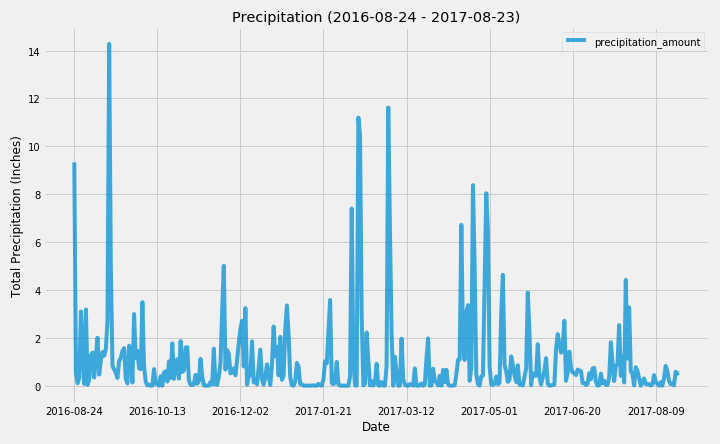 Precipitation (2016-08-24 - 2017-08-23)
precipitation_amount
14
12
10
8
6
4
2
0
Total Precipitation (Inches)
2016-08-24 2016-10-13 2016-12-02 2017-01-21 2017-03-12 2017-05-01 2017-06-20 2017-08-09
Date